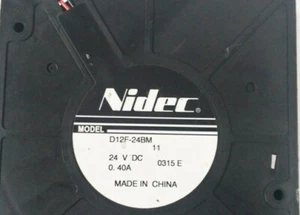 Nidec
MODEL
D12F-24BM
11
24 V DC 0315 E
0. 40A
MADE IN CHINA